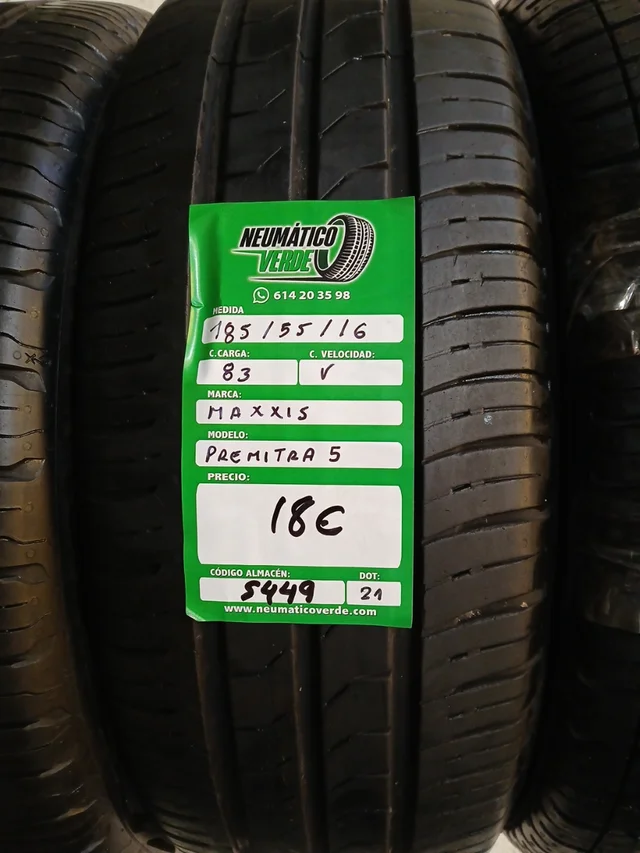 NEUMÁTICO
VERDE
614 20 35 98
MEDIDA
185/55/16
C.CARGA: C. VELOCIDAD:
83 V
MARCA:
MAXXIS
MODELO:
PREMITRA 5
PRECIO:
18€
CÓDIGO ALMACÉN: DOT:
5449 21
www.neumaticoverde.com